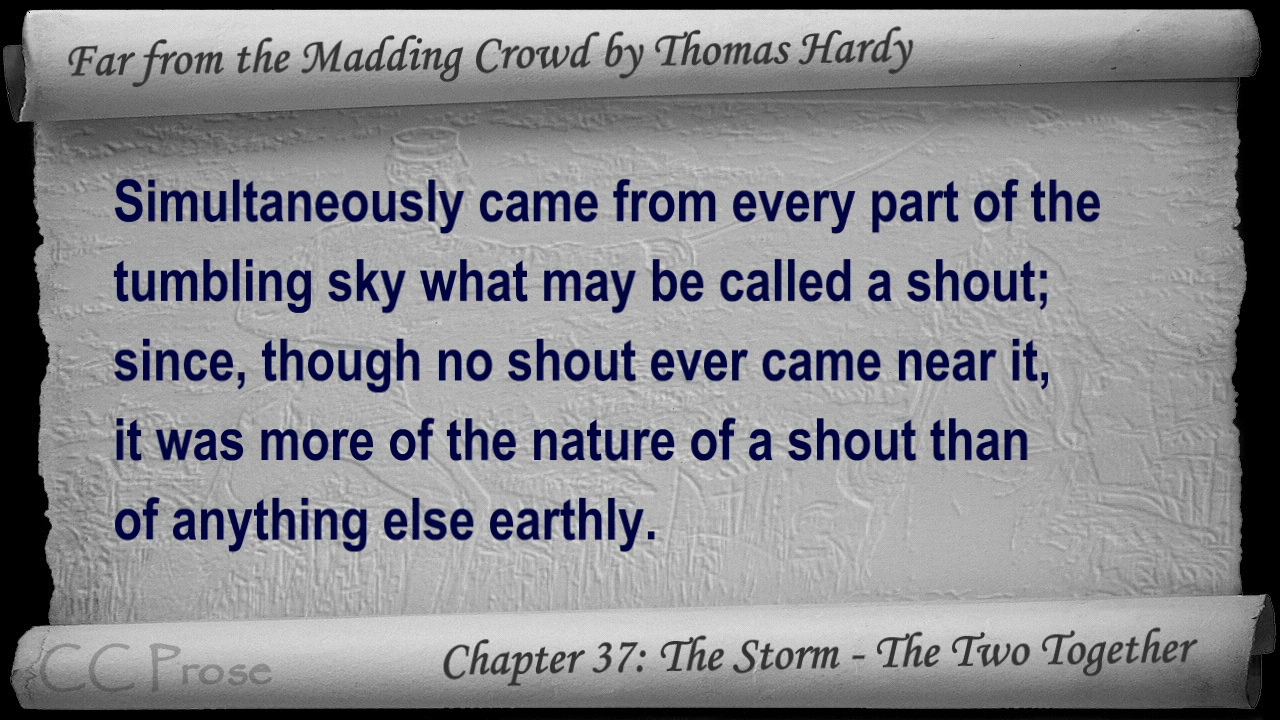 Far from the Madding Crowd by Thomas Hardy
Simultaneously came from every part of the
tumbling sky what may be called a shout;
since, though no shout ever came near it,
it was more of the nature of a shout than
of anything else earthly.
CC Prose
Chapter 37: The Storm - The Two Together